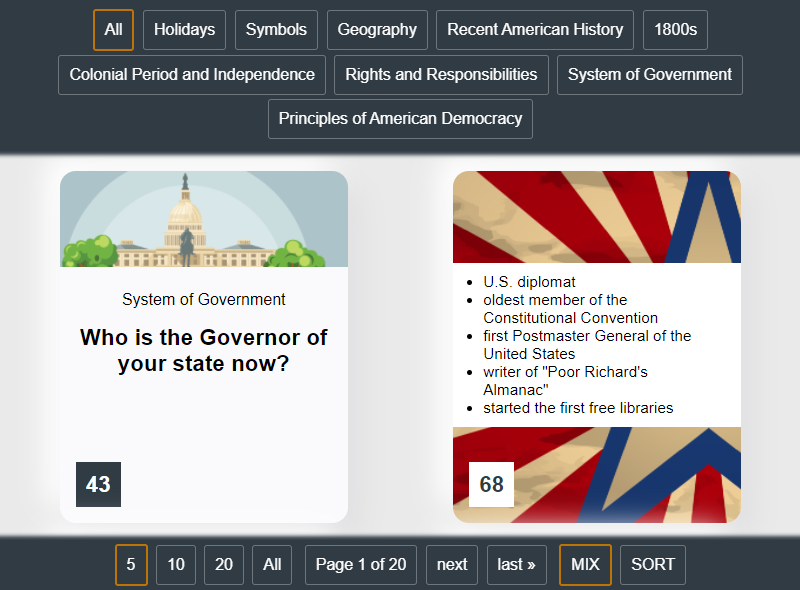 All Holidays Symbols Geography Recent American History 1800s
Colonial Period and Independence Rights and Responsibilities System of Government
Principles of American Democracy
System of Government
Who is the Governor of
your state now?
43
• U.S. diplomat
• oldest member of the
Constitutional Convention
• first Postmaster General of the
United States
• writer of "Poor Richard's
Almanac"
• started the first free libraries
68
5 10 20 All Page 1 of 20 next last » MIX SORT